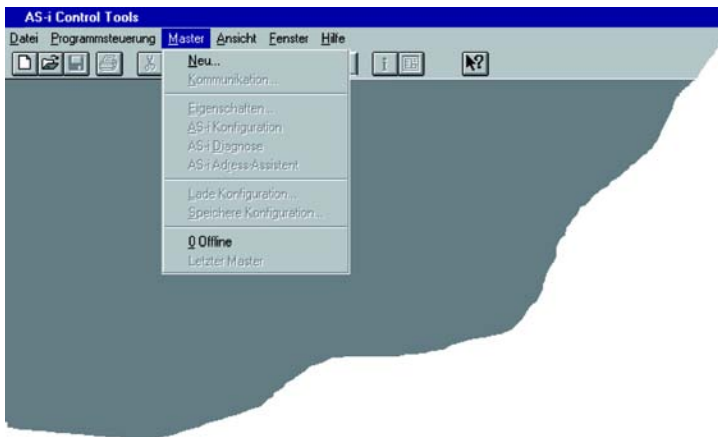 AS-i Control Tools
Datei Programmsteuerung Master Ansicht Fenster Hilfe
Neu...
Kommunikation...
Eigenschaften...
AS-i Konfiguration
AS-i Diagnose
AS-i Adress-Assistent
Lade Konfiguration...
Speichere Konfiguration...
0 Offline
Letzter Master